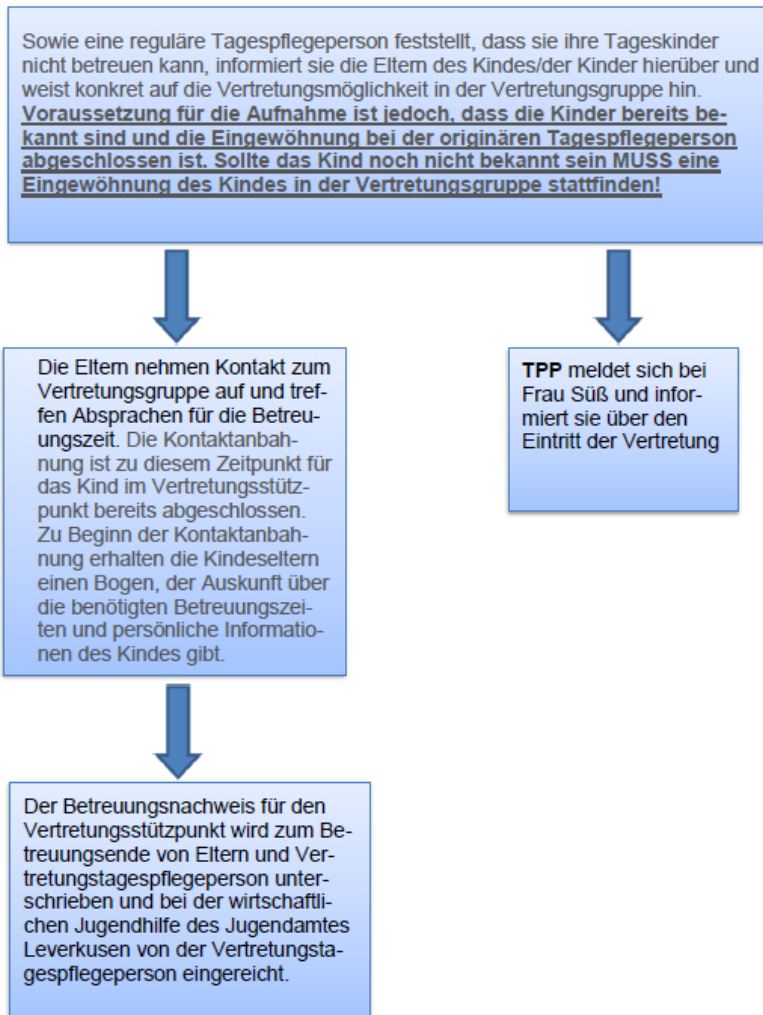 Sowie eine reguläre Tagespflegeperson feststellt, dass sie ihre Tageskinder
nicht betreuen kann, informiert sie die Eltern des Kindes/der Kinder hierüber und
weist konkret auf die Vertretungsmöglichkeit in der Vertretungsgruppe hin.
Voraussetzung für die Aufnahme ist jedoch, dass die Kinder bereits be-
kannt sind und die Eingewöhnung bei der originären Tagespflegeperson
abgeschlossen ist. Sollte das Kind noch nicht bekannt sein MUSS eine
Eingewöhnung des Kindes in der Vertretungsgruppe stattfinden!
Die Eltern nehmen Kontakt zum
Vertretungsgruppe auf und tref-
fen Absprachen für die Betreu-
ungszeit. Die Kontaktanbah-
nung ist zu diesem Zeitpunkt für
das Kind im Vertretungsstütz-
punkt bereits abgeschlossen.
Zu Beginn der Kontaktanbah-
nung erhalten die Kindeseltern
einen Bogen, der Auskunft über
die benötigten Betreuungszei-
ten und persönliche Informatio-
nen des Kindes gibt.
TPP meldet sich bei
Frau Süß und infor-
miert sie über den
Eintritt der Vertretung
Der Betreuungsnachweis für den
Vertretungsstützpunkt wird zum Be-
treuungsende von Eltern und Ver-
tretungstagespflegeperson unter-
schrieben und bei der wirtschaftli-
chen Jugendhilfe des Jugendamtes
Leverkusen von der Vertretungsta-
gespflegeperson eingereicht.